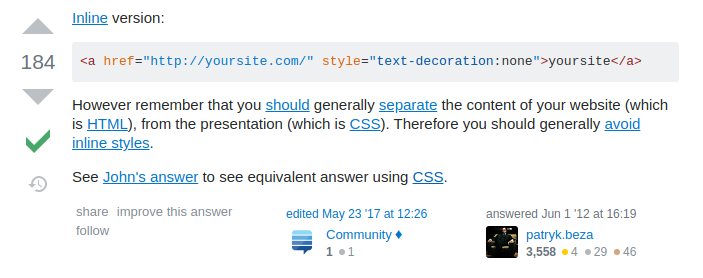 Inline version:
184
<a href="http://yoursite.com/" style="text-decoration:none">yoursite</a>
However remember that you should generally separate the content of your website (which
is HTML), from the presentation (which is CSS). Therefore you should generally avoid
inline styles.
See John's answer to see equivalent answer using CSS.
share improve this answer
follow
edited May 23 '17 at 12:26
Community ♦
1 ● 1
answered Jun 1 '12 at 16:19
patryk.beza
3,558 ● 4 ● 29 ● 46